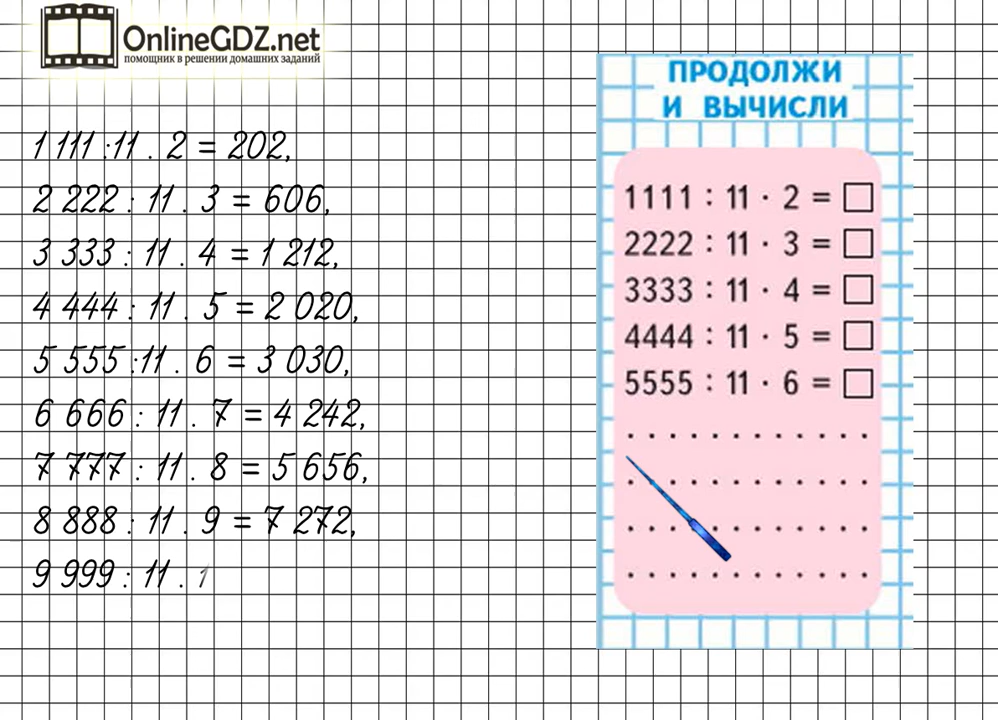 OnlineGDZ.net
помощник в решении домашних заданий
1 111 : 11 . 2 = 202,
2 222 : 11 . 3 = 606,
3 333 : 11 . 4 = 1 212,
4 444 : 11 . 5 = 2 020,
5 555 : 11 . 6 = 3 030,
6 666 : 11 . 7 = 4 242,
7 777 : 11 . 8 = 5 656,
8 888 : 11 . 9 = 7 272,
9 999 : 11 . 1
ПРОДОЛЖИ
И ВЫЧИСЛИ
1111 : 11 · 2 = □
2222 : 11 · 3 = □
3333 : 11 · 4 = □
4444 : 11 · 5 = □
5555 : 11 · 6 = □
. . . . . . . . . . . .
. . . . . . . . . . . .
. . . . . . . . . . . .
. . . . . . . . . . . .